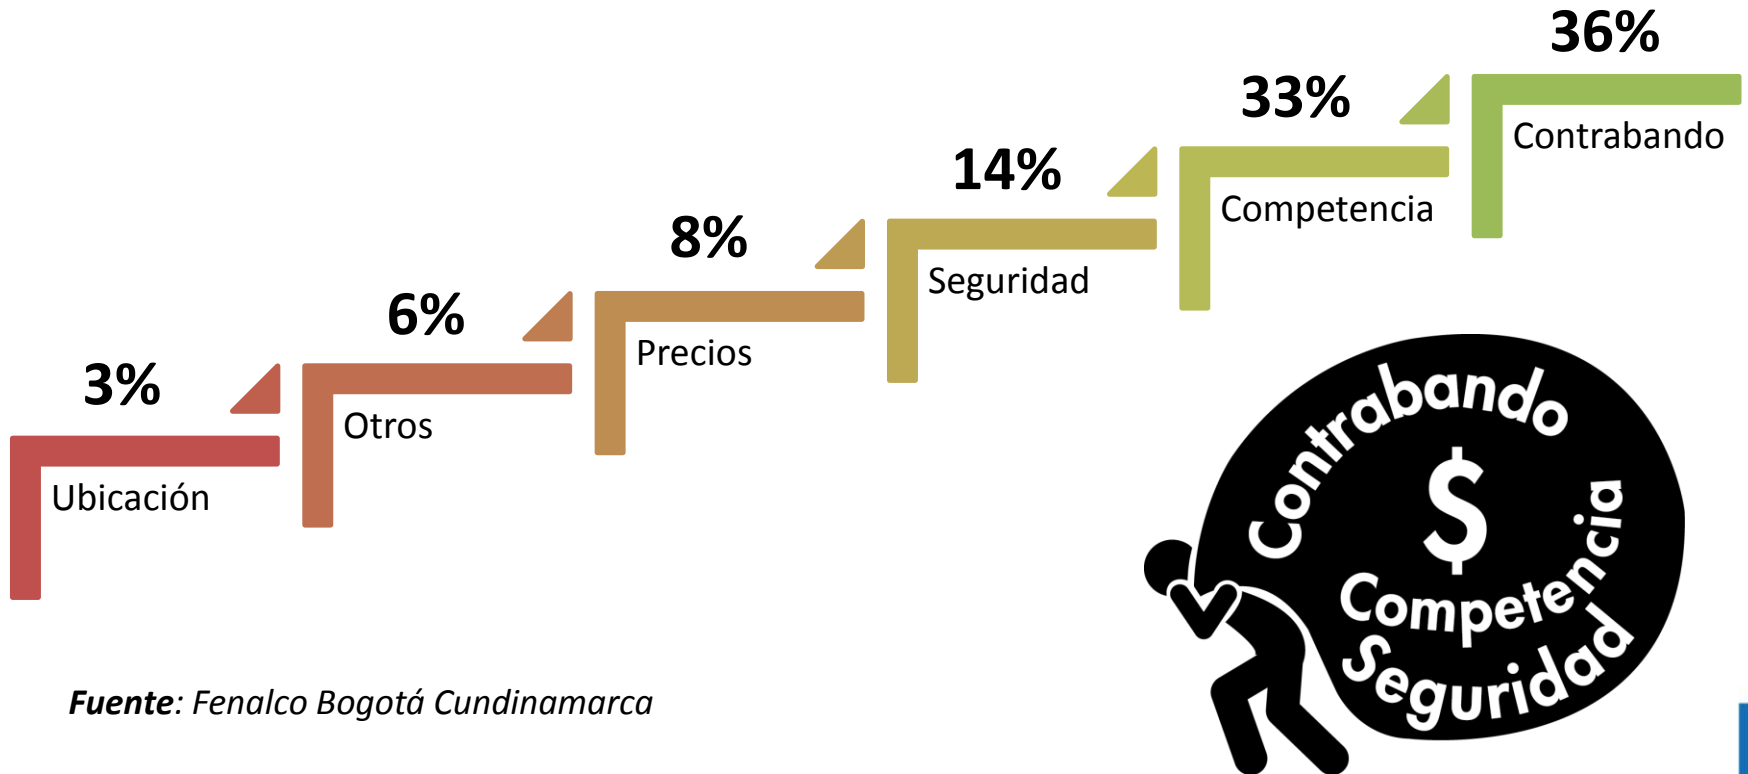 36%
Contrabando
33%
Competencia
14%
Seguridad
8%
Precios
6%
Otros
3%
Ubicación
Contrabando
$
Competencia
Seguridad
Fuente: Fenalco Bogotá Cundinamarca